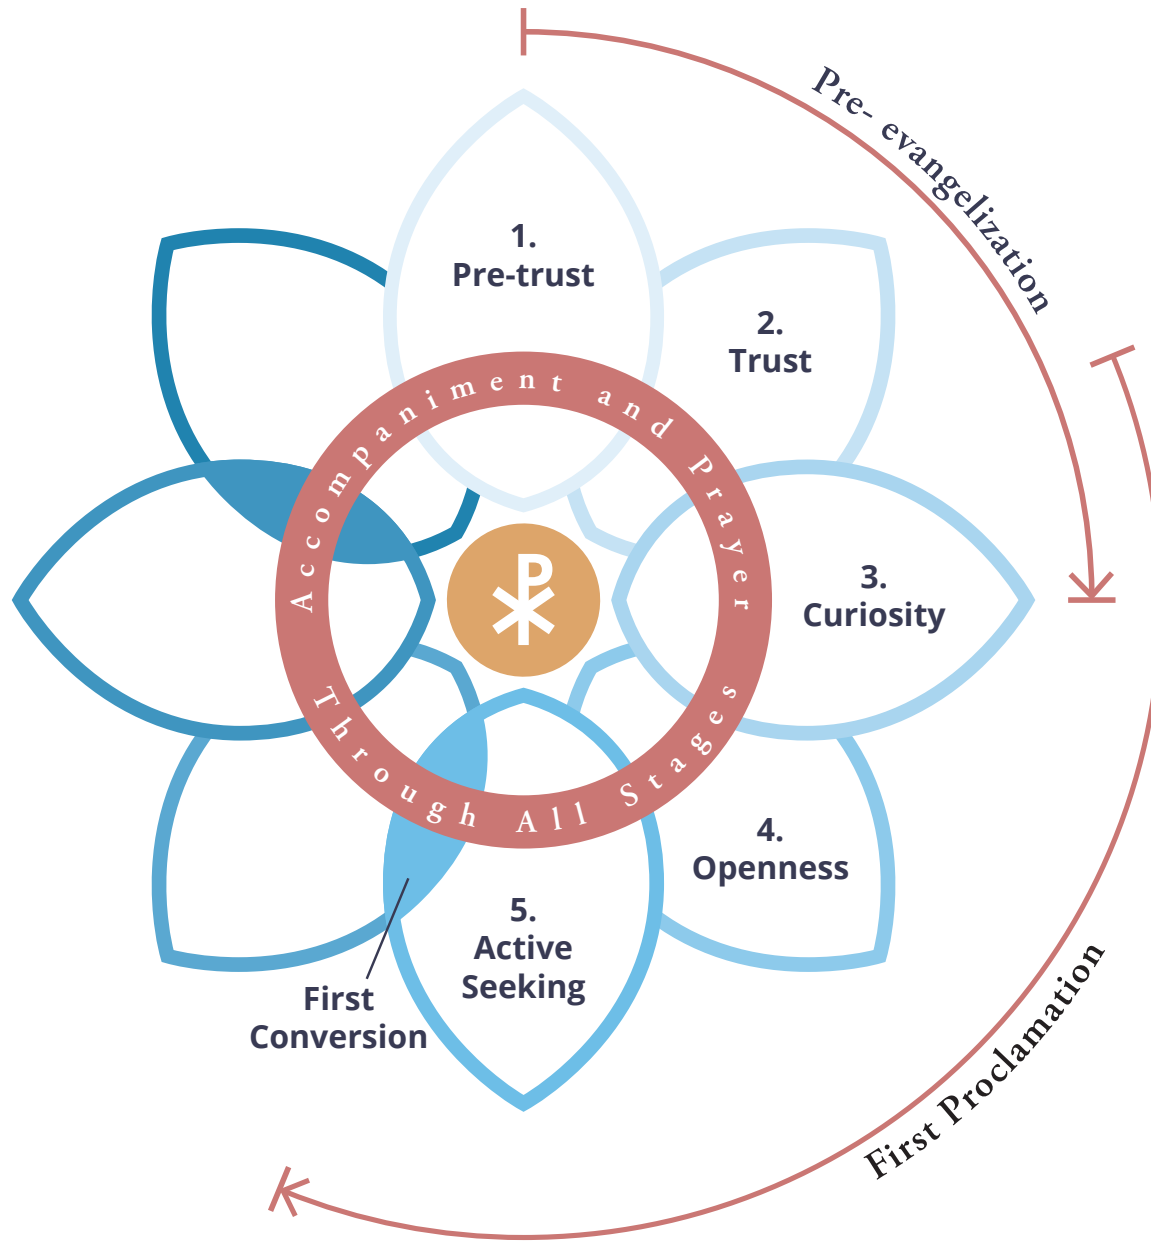 Pre- evangelization
1.
Pre-trust
2.
Trust
Accompaniment and Prayer
3.
Curiosity
Through All Stages
4.
Openness
5.
Active
Seeking
First
Conversion
First Proclamation